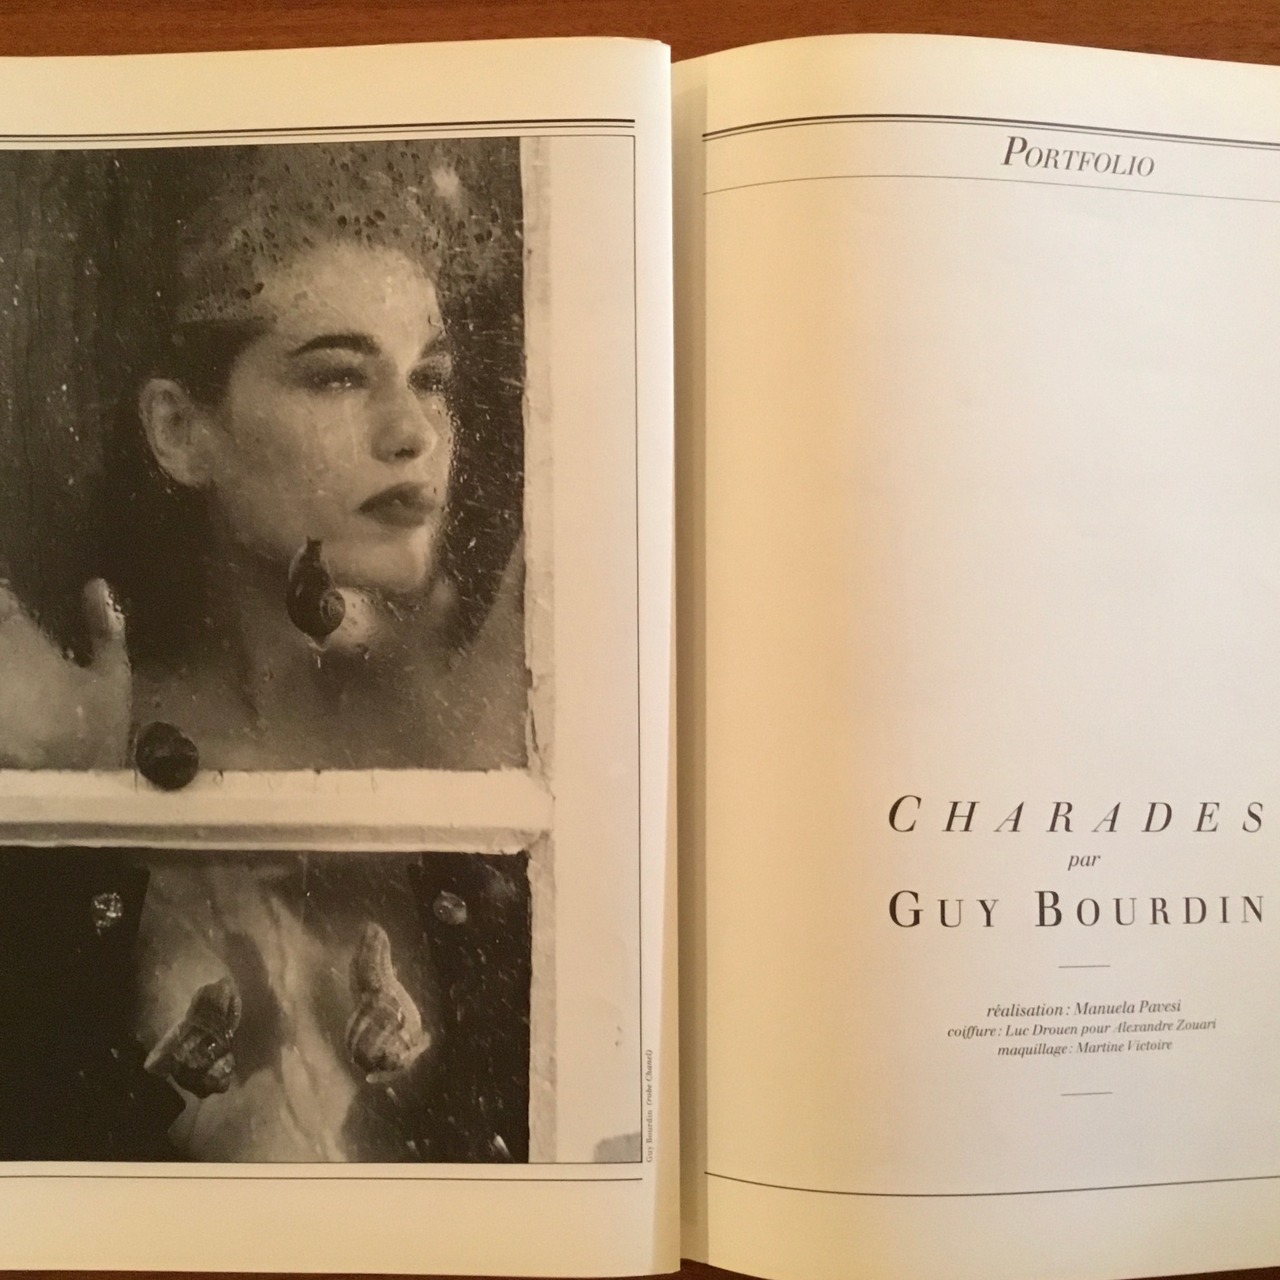 Guy Bourdin (robe Chanel)
PORTFOLIO
CHARADES
par
GUY BOURDIN
réalisation : Manuela Pavesi
coiffure : Luc Drouen pour Alexandre Zouari
maquillage : Martine Victoire